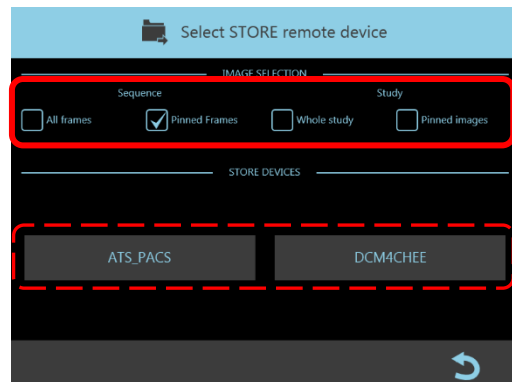 Select STORE remote device
IMAGE SELECTION
Sequence Study
All frames Pinned Frames Whole study Pinned images
STORE DEVICES
ATS_PACS DCM4CHEE